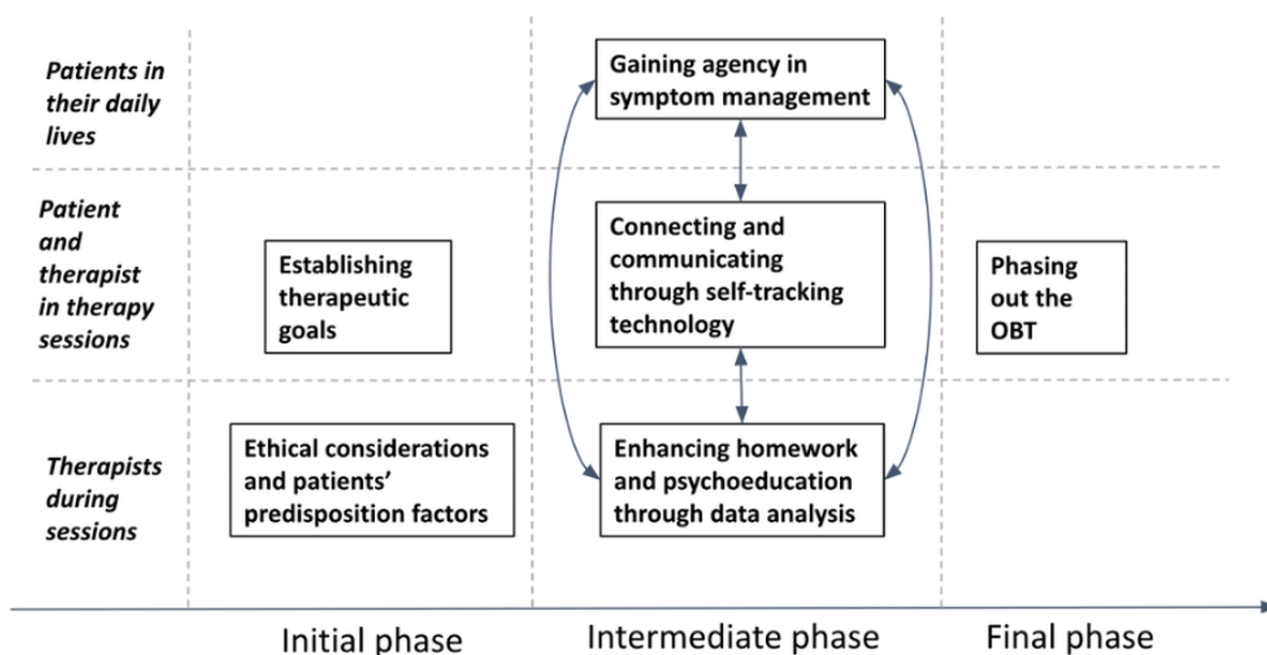 Patients in
their daily
lives
Gaining agency in
symptom management
Patient
and
therapist
in therapy
sessions
Establishing
therapeutic
goals
Connecting and
communicating
through self-tracking
technology
Phasing
out the
OBT
Therapists
during
sessions
Ethical considerations
and patients’
predisposition factors
Enhancing homework
and psychoeducation
through data analysis
Initial phase
Intermediate phase
Final phase